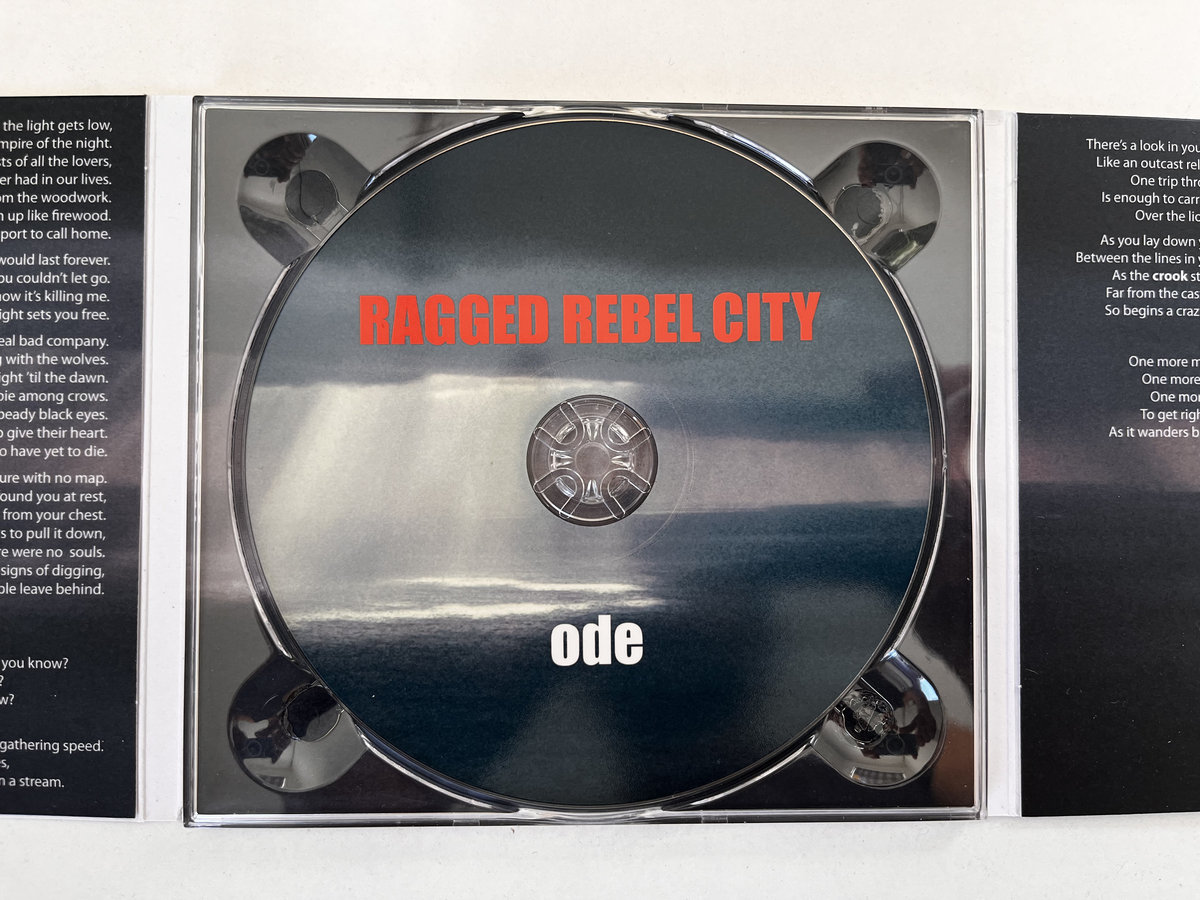 the light gets low,
mpire of the night.
sts of all the lovers,
er had in our lives.
om the woodwork.
n up like firewood.
port to call home.
would last forever.
ou couldn't let go.
now it's killing me.
ight sets you free.
eal bad company.
g with the wolves.
ight 'til the dawn.
pie among crows.
beady black eyes.
o give their heart.
o have yet to die.
ure with no map.
ound you at rest,
from your chest.
s to pull it down,
re were no souls.
signs of digging,
ple leave behind.
you know?
?
w?
gathering speed.
es,
n a stream.
RAGGED REBEL CITY
ode
There's a look in you
Like an outcast rel
One trip thro
Is enough to carr
Over the lic
As you lay down y
Between the lines in y
As the crook st
Far from the cas
So begins a craz
One more m
One more
One mor
To get righ
As it wanders b